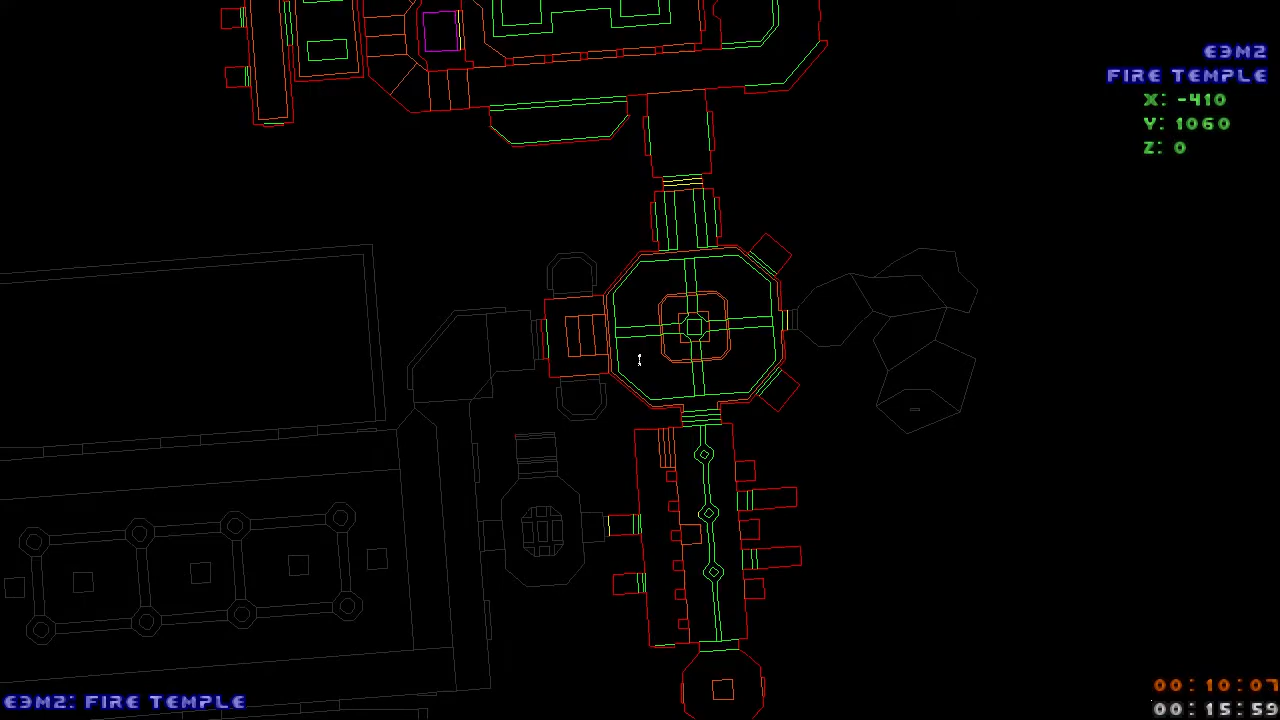 E3M2
FIRE TEMPLE
X: -410
Y: 1060
Z: 0
E3M2: FIRE TEMPLE
00:10:07
00:15:59